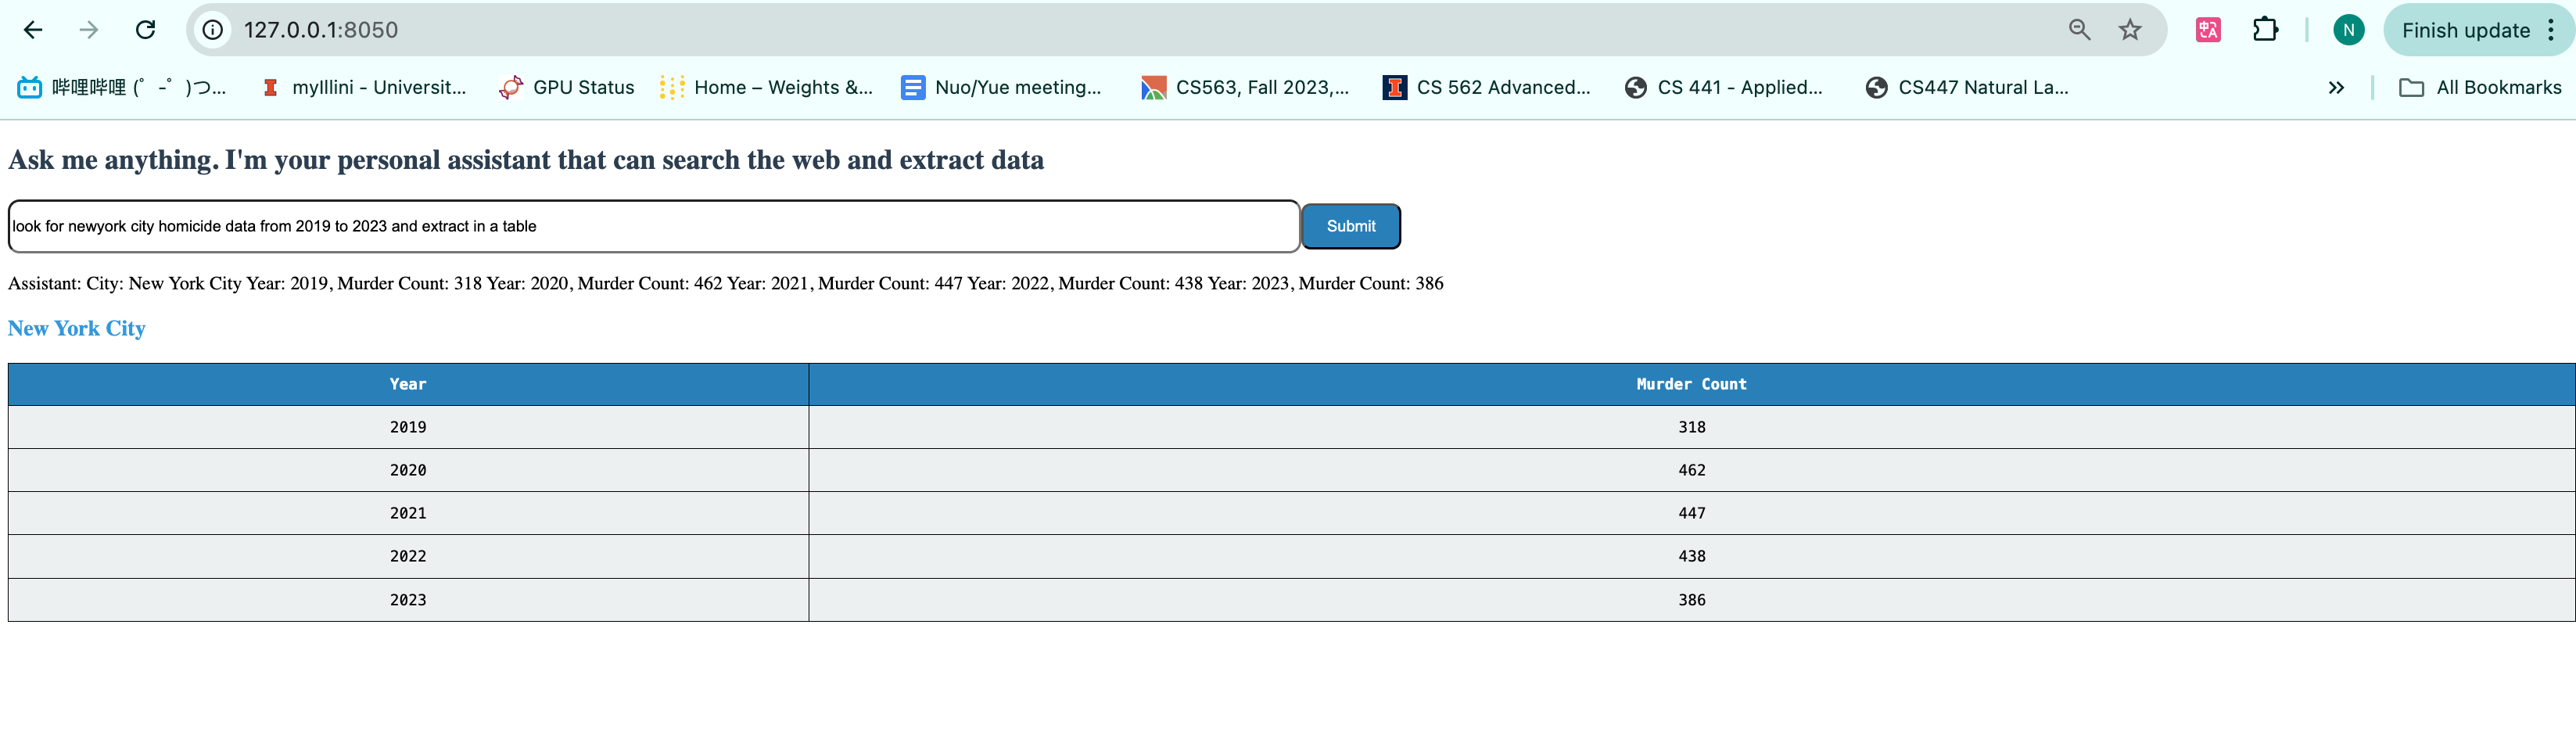 127.0.0.1:8050
Finish update
N
哔哩哔哩 (゜-゜)つ... myIllini - Universit... GPU Status Home – Weights &... Nuo/Yue meeting... CS563, Fall 2023,... CS 562 Advanced... CS 441 - Applied... CS447 Natural La... » All Bookmarks
Ask me anything. I'm your personal assistant that can search the web and extract data
look for newyork city homicide data from 2019 to 2023 and extract in a table Submit
Assistant: City: New York City Year: 2019, Murder Count: 318 Year: 2020, Murder Count: 462 Year: 2021, Murder Count: 447 Year: 2022, Murder Count: 438 Year: 2023, Murder Count: 386
New York City
Year Murder Count
2019 318
2020 462
2021 447
2022 438
2023 386